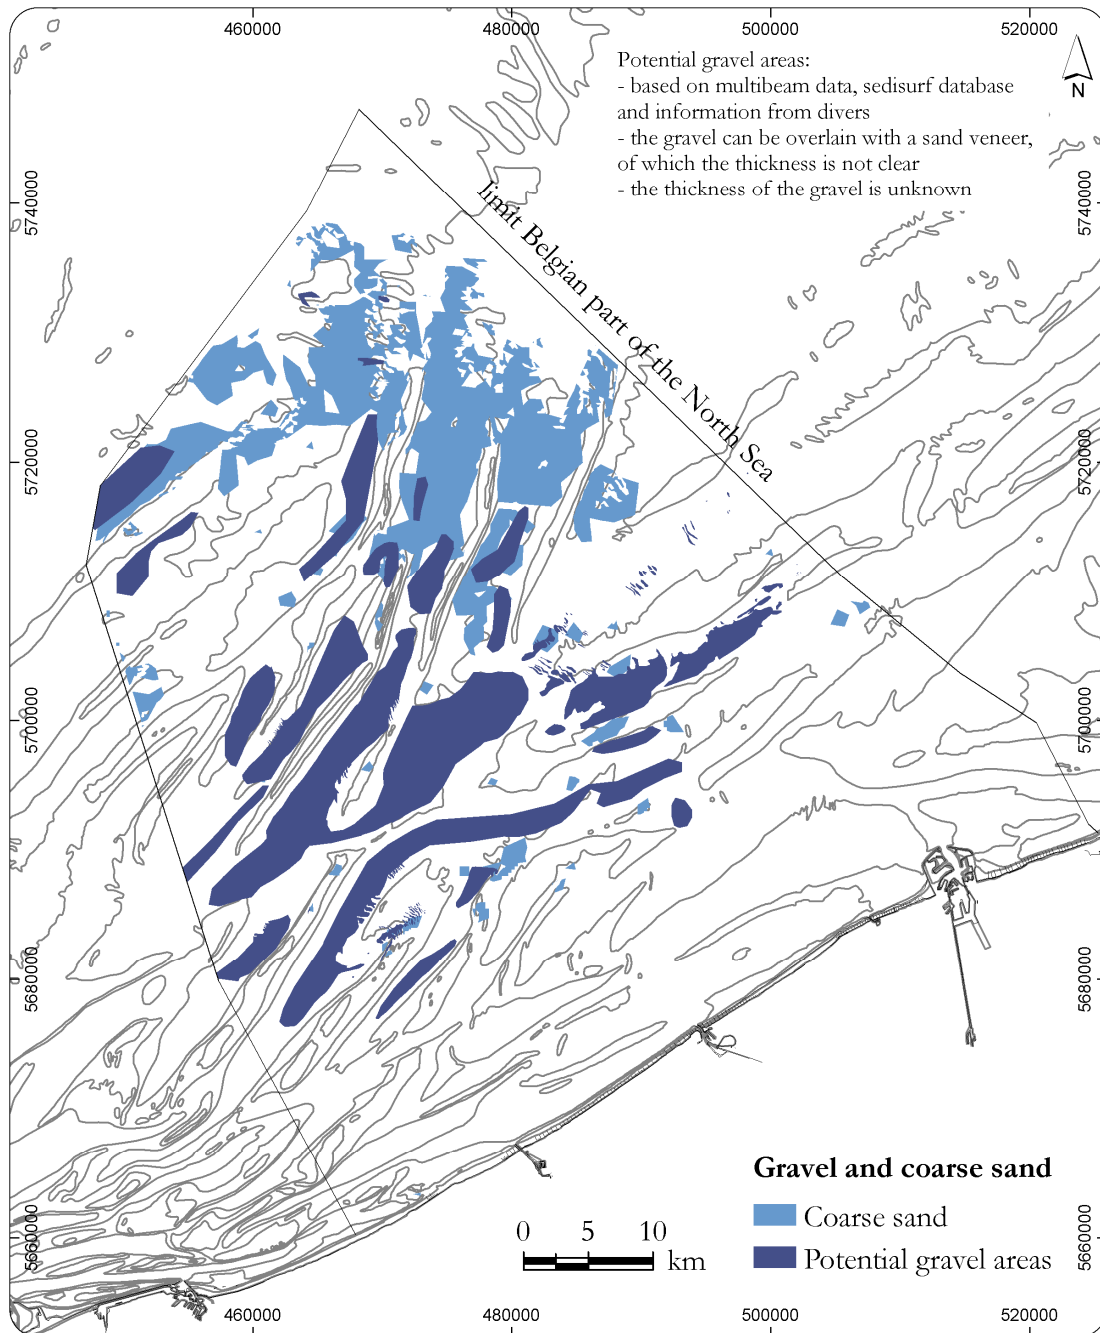 460000
480000
500000
520000
Potential gravel areas:
- based on multibeam data, sedisurf database
and information from divers
- the gravel can be overlain with a sand veneer,
of which the thickness is not clear
- the thickness of the gravel is unknown
N
5740000
5740000
limit Belgian part of the North Sea
5720000
5720000
5700000
5700000
5680000
5680000
Gravel and coarse sand
Coarse sand
Potential gravel areas
0 5 10
km
5660000
5660000
460000
480000
500000
520000